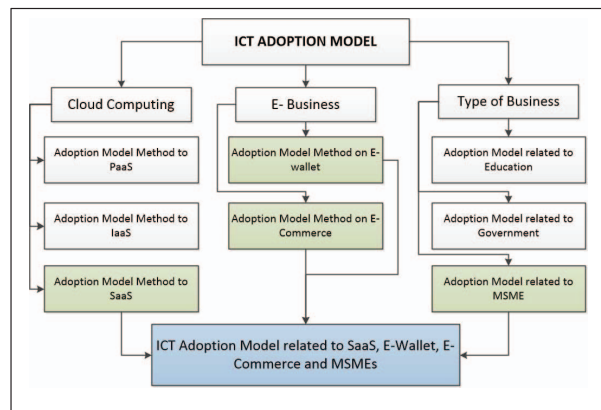 ICT ADOPTION MODEL
Cloud Computing
E- Business
Type of Business
Adoption Model Method to
PaaS
Adoption Model Method on E-
wallet
Adoption Model related to
Education
Adoption Model Method to
IaaS
Adoption Model Method on E-
Commerce
Adoption Model related to
Government
Adoption Model Method to
SaaS
Adoption Model related to
MSME
ICT Adoption Model related to SaaS, E-Wallet, E-
Commerce and MSMEs